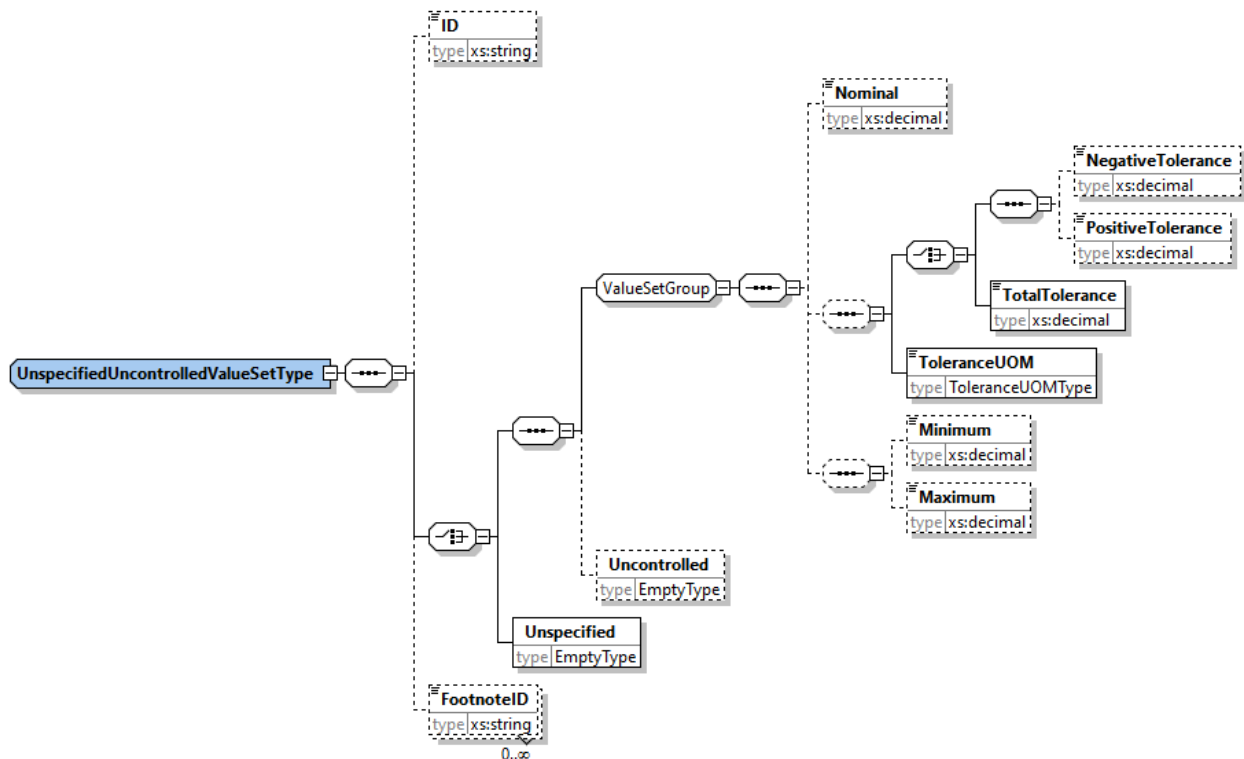 ID
type xs:string
Nominal
type xs:decimal
NegativeTolerance
type xs:decimal
PositiveTolerance
type xs:decimal
ValueSetGroup
TotalTolerance
type xs:decimal
UnspecifiedUncontrolledValueSetType
ToleranceUOM
type ToleranceUOMType
Minimum
type xs:decimal
Maximum
type xs:decimal
Uncontrolled
type EmptyType
Unspecified
type EmptyType
FootnoteID
type xs:string
0..∞